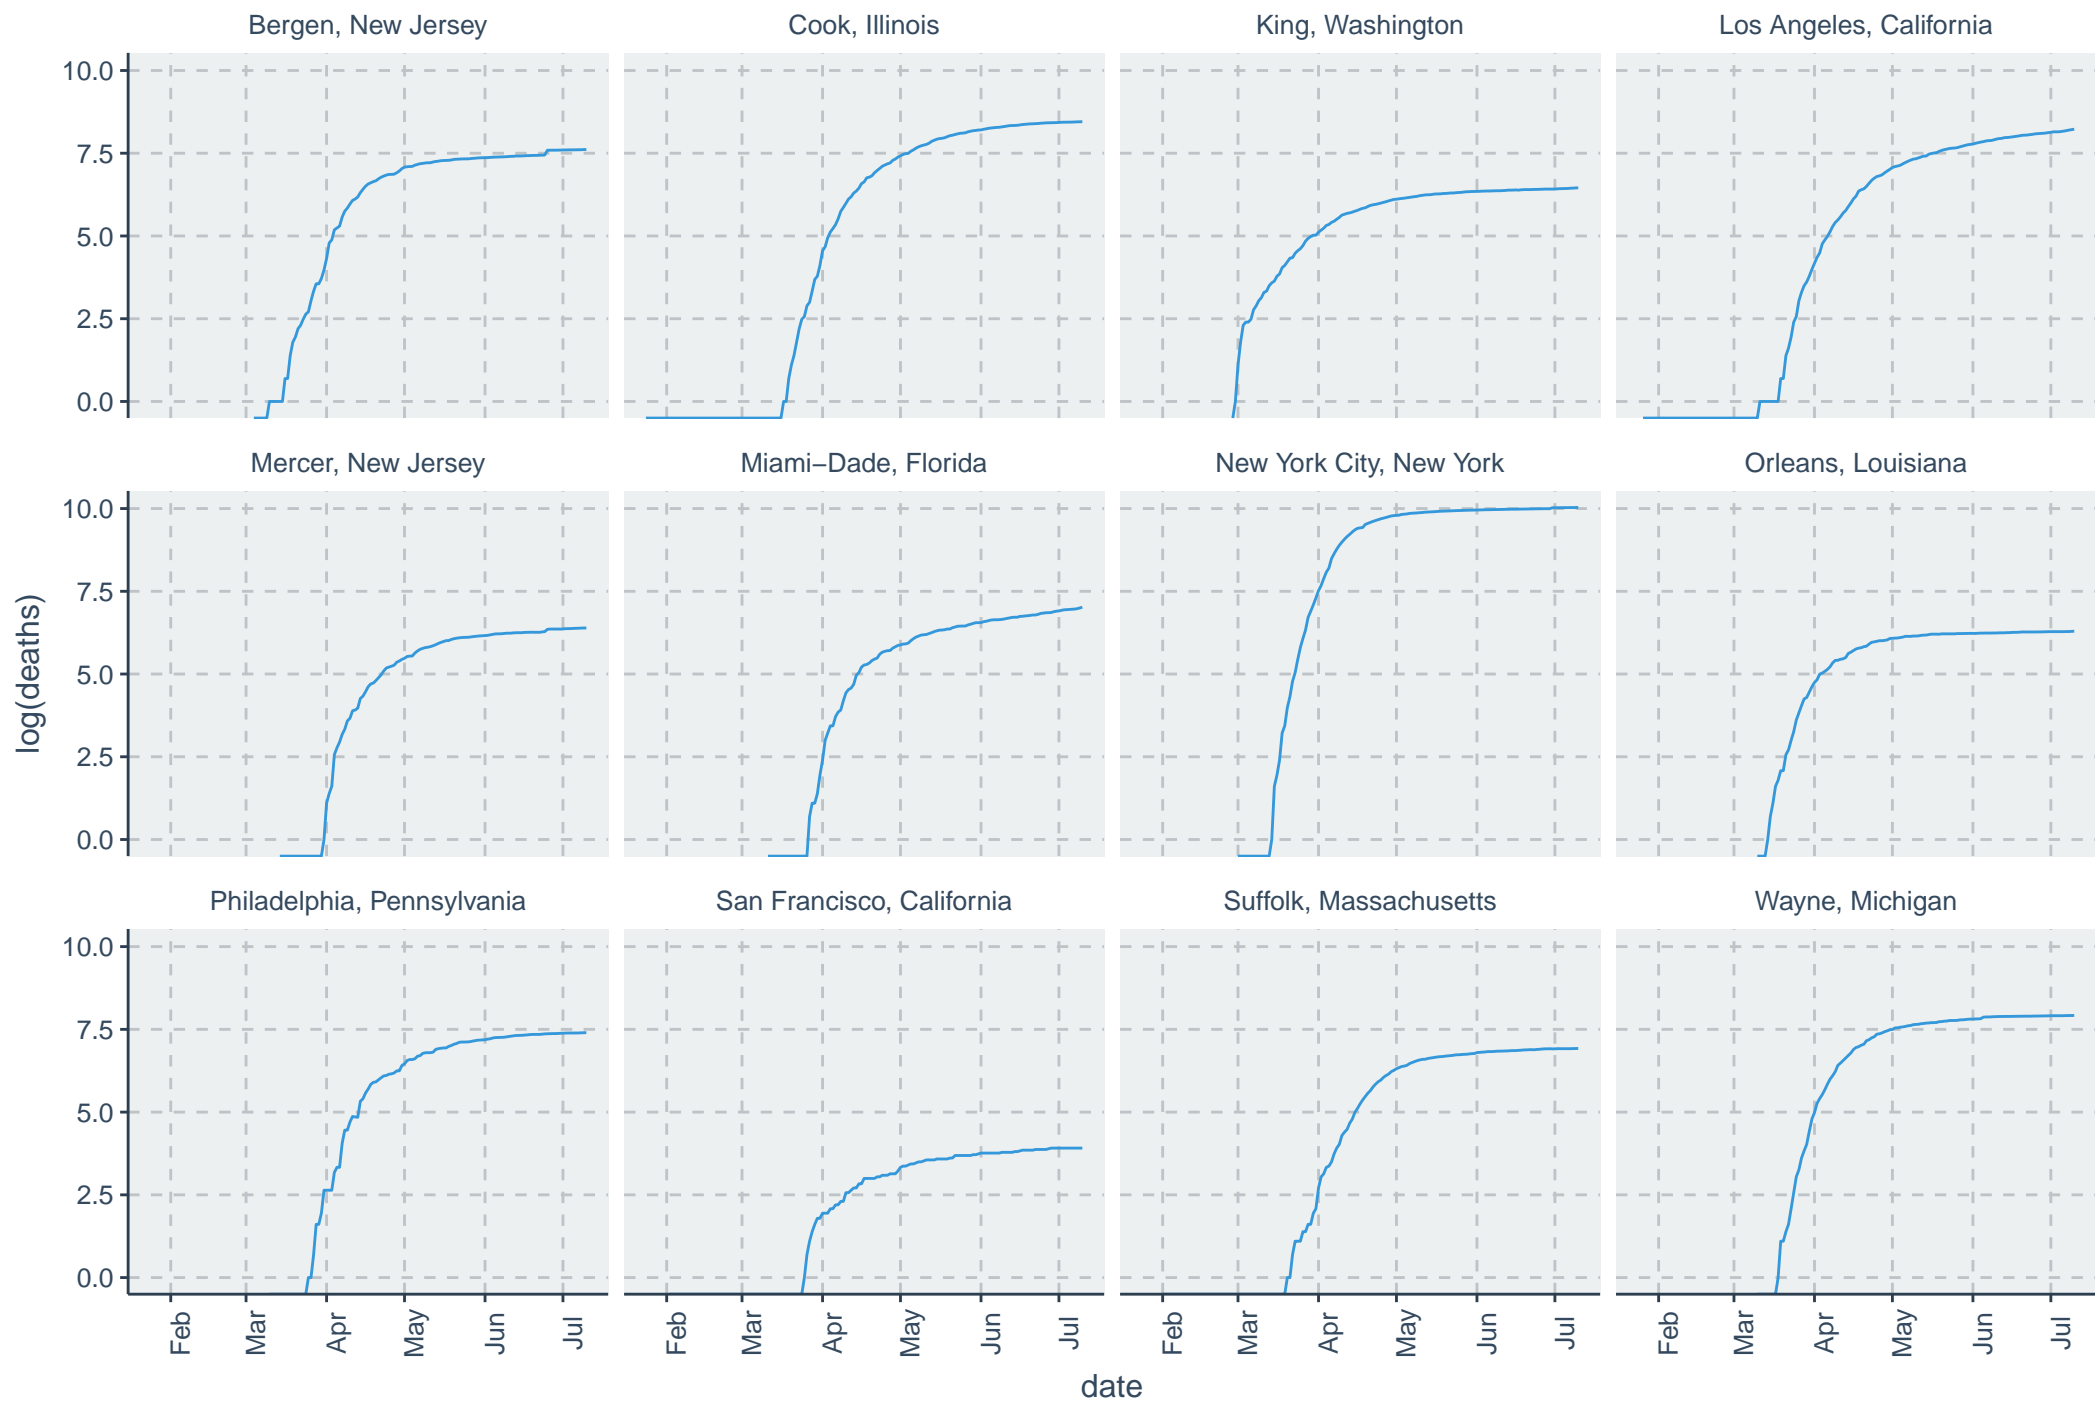 Bergen, New Jersey
Cook, Illinois
King, Washington
Los Angeles, California
10.0
7.5
5.0
2.5
0.0
Mercer, New Jersey
Miami−Dade, Florida
New York City, New York
Orleans, Louisiana
10.0
7.5
5.0
2.5
0.0
log(deaths)
Philadelphia, Pennsylvania
San Francisco, California
Suffolk, Massachusetts
Wayne, Michigan
10.0
7.5
5.0
2.5
0.0
Feb Mar Apr May Jun Jul
Feb Mar Apr May Jun Jul
Feb Mar Apr May Jun Jul
Feb Mar Apr May Jun Jul
date